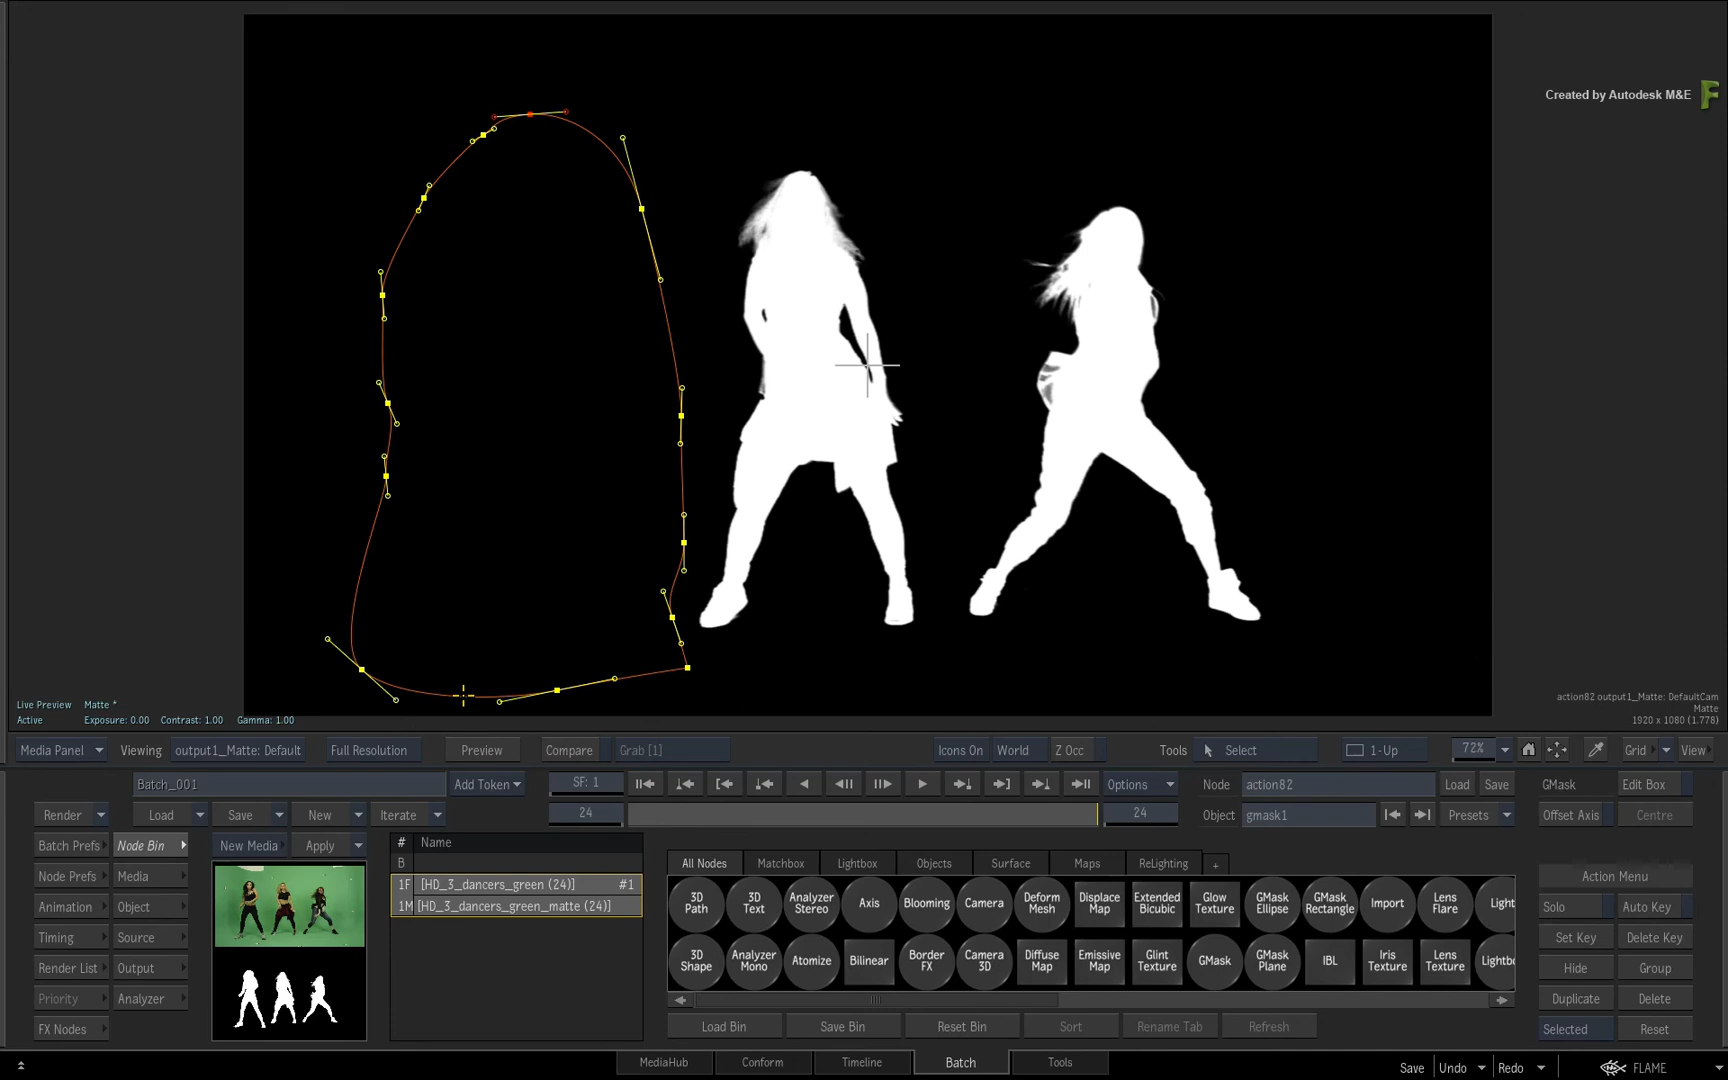 Created by Autodesk M&E
Live Preview Matte *
Active Exposure: 0.00 Contrast: 1.00 Gamma: 1.00
action82 output1_Matte: DefaultCam
Matte
1920 x 1080 (1.778)
Media Panel Viewing output1_Matte: Default Full Resolution Preview Compare Grab [1] Icons On World Z Occ Tools Select 1-Up 72% Grid View
Batch_001 Add Token SF: 1 Options Node action82 Load Save GMask Edit Box
Render Load Save New Iterate 24 24 Object gmask1 Presets Offset Axis Centre
Batch Prefs Node Bin New Media Apply # Name
B
All Nodes Matchbox Lightbox Objects Surface Maps ReLighting +
Node Prefs Media 1F [HD_3_dancers_green (24)] #1 Action Menu
Animation Object 1M [HD_3_dancers_green_matte (24)] Solo Auto Key
3D Path 3D Text Analyzer Stereo Axis Blooming Camera Deform Mesh Displace Map Extended Bicubic Glow Texture GMask Ellipse GMask Rectangle Import Lens Flare Light
Timing Source Set Key Delete Key
3D Shape Analyzer Mono Atomize Bilinear Border FX Camera 3D Diffuse Map Emissive Map Glint Texture GMask GMask Plane IBL Iris Texture Lens Texture Lightbo
Render List Output Hide Group
Priority Analyzer Duplicate Delete
FX Nodes Load Bin Save Bin Reset Bin Sort Rename Tab Refresh Selected Reset
MediaHub Conform Timeline Batch Tools Save Undo Redo FLAME